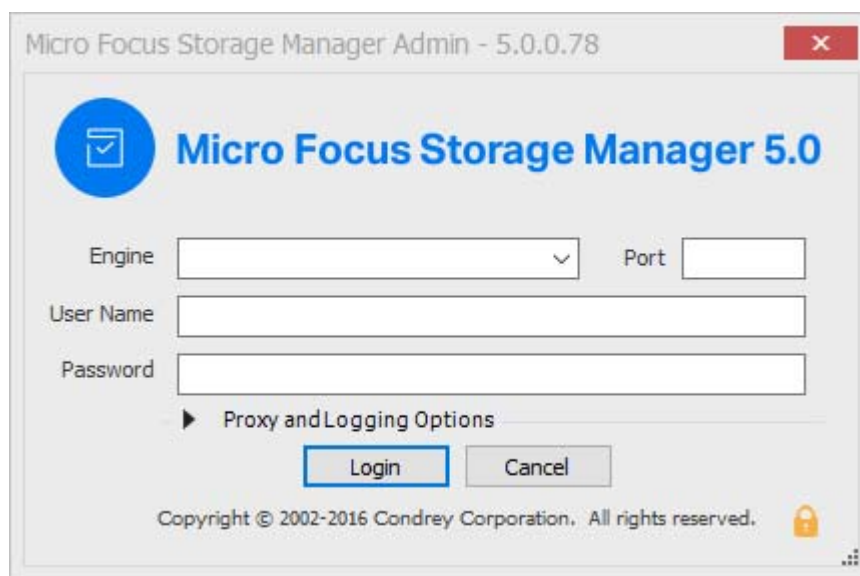 Micro Focus Storage Manager Admin - 5.0.0.78
Micro Focus Storage Manager 5.0
Engine
Port
User Name
Password
Proxy and Logging Options
Login
Cancel
Copyright © 2002-2016 Condrey Corporation. All rights reserved.